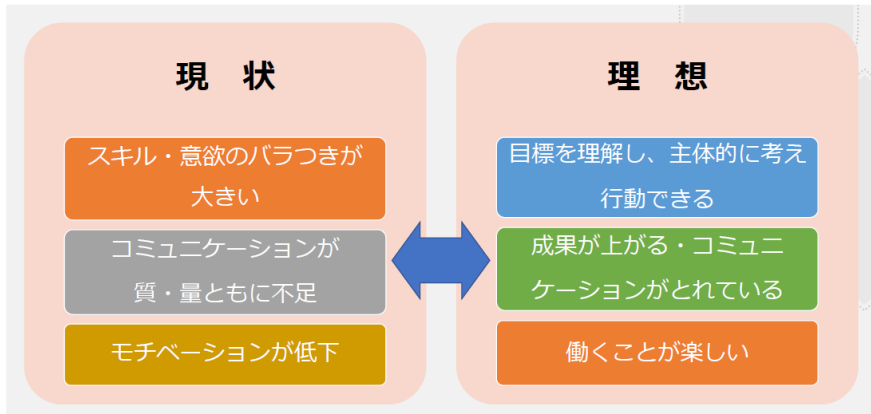 現　状
スキル・意欲のバラつきが
大きい
コミュニケーションが
質・量ともに不足
モチベーションが低下
理　想
目標を理解し、主体的に考え
行動できる
成果が上がる・コミュニ
ケーションがとれている
働くことが楽しい